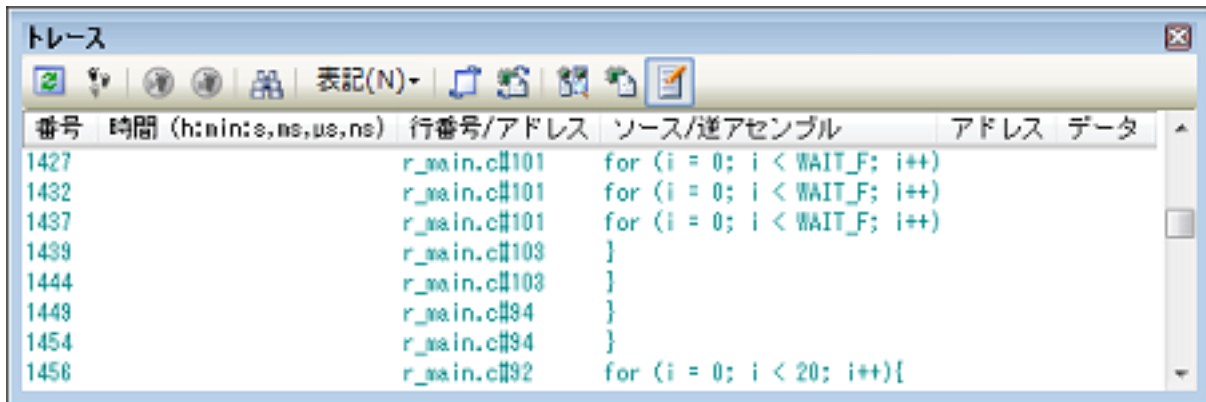 トレース
表記(N)
番号 時間 (h:min:s,ms,μs,ns) 行番号/アドレス ソース/逆アセンブル アドレス データ
1427 r_main.c#101 for (i = 0; i < WAIT_F; i++)
1432 r_main.c#101 for (i = 0; i < WAIT_F; i++)
1437 r_main.c#101 for (i = 0; i < WAIT_F; i++)
1439 r_main.c#103 }
1444 r_main.c#103 }
1449 r_main.c#94 }
1454 r_main.c#94 }
1456 r_main.c#92 for (i = 0; i < 20; i++){